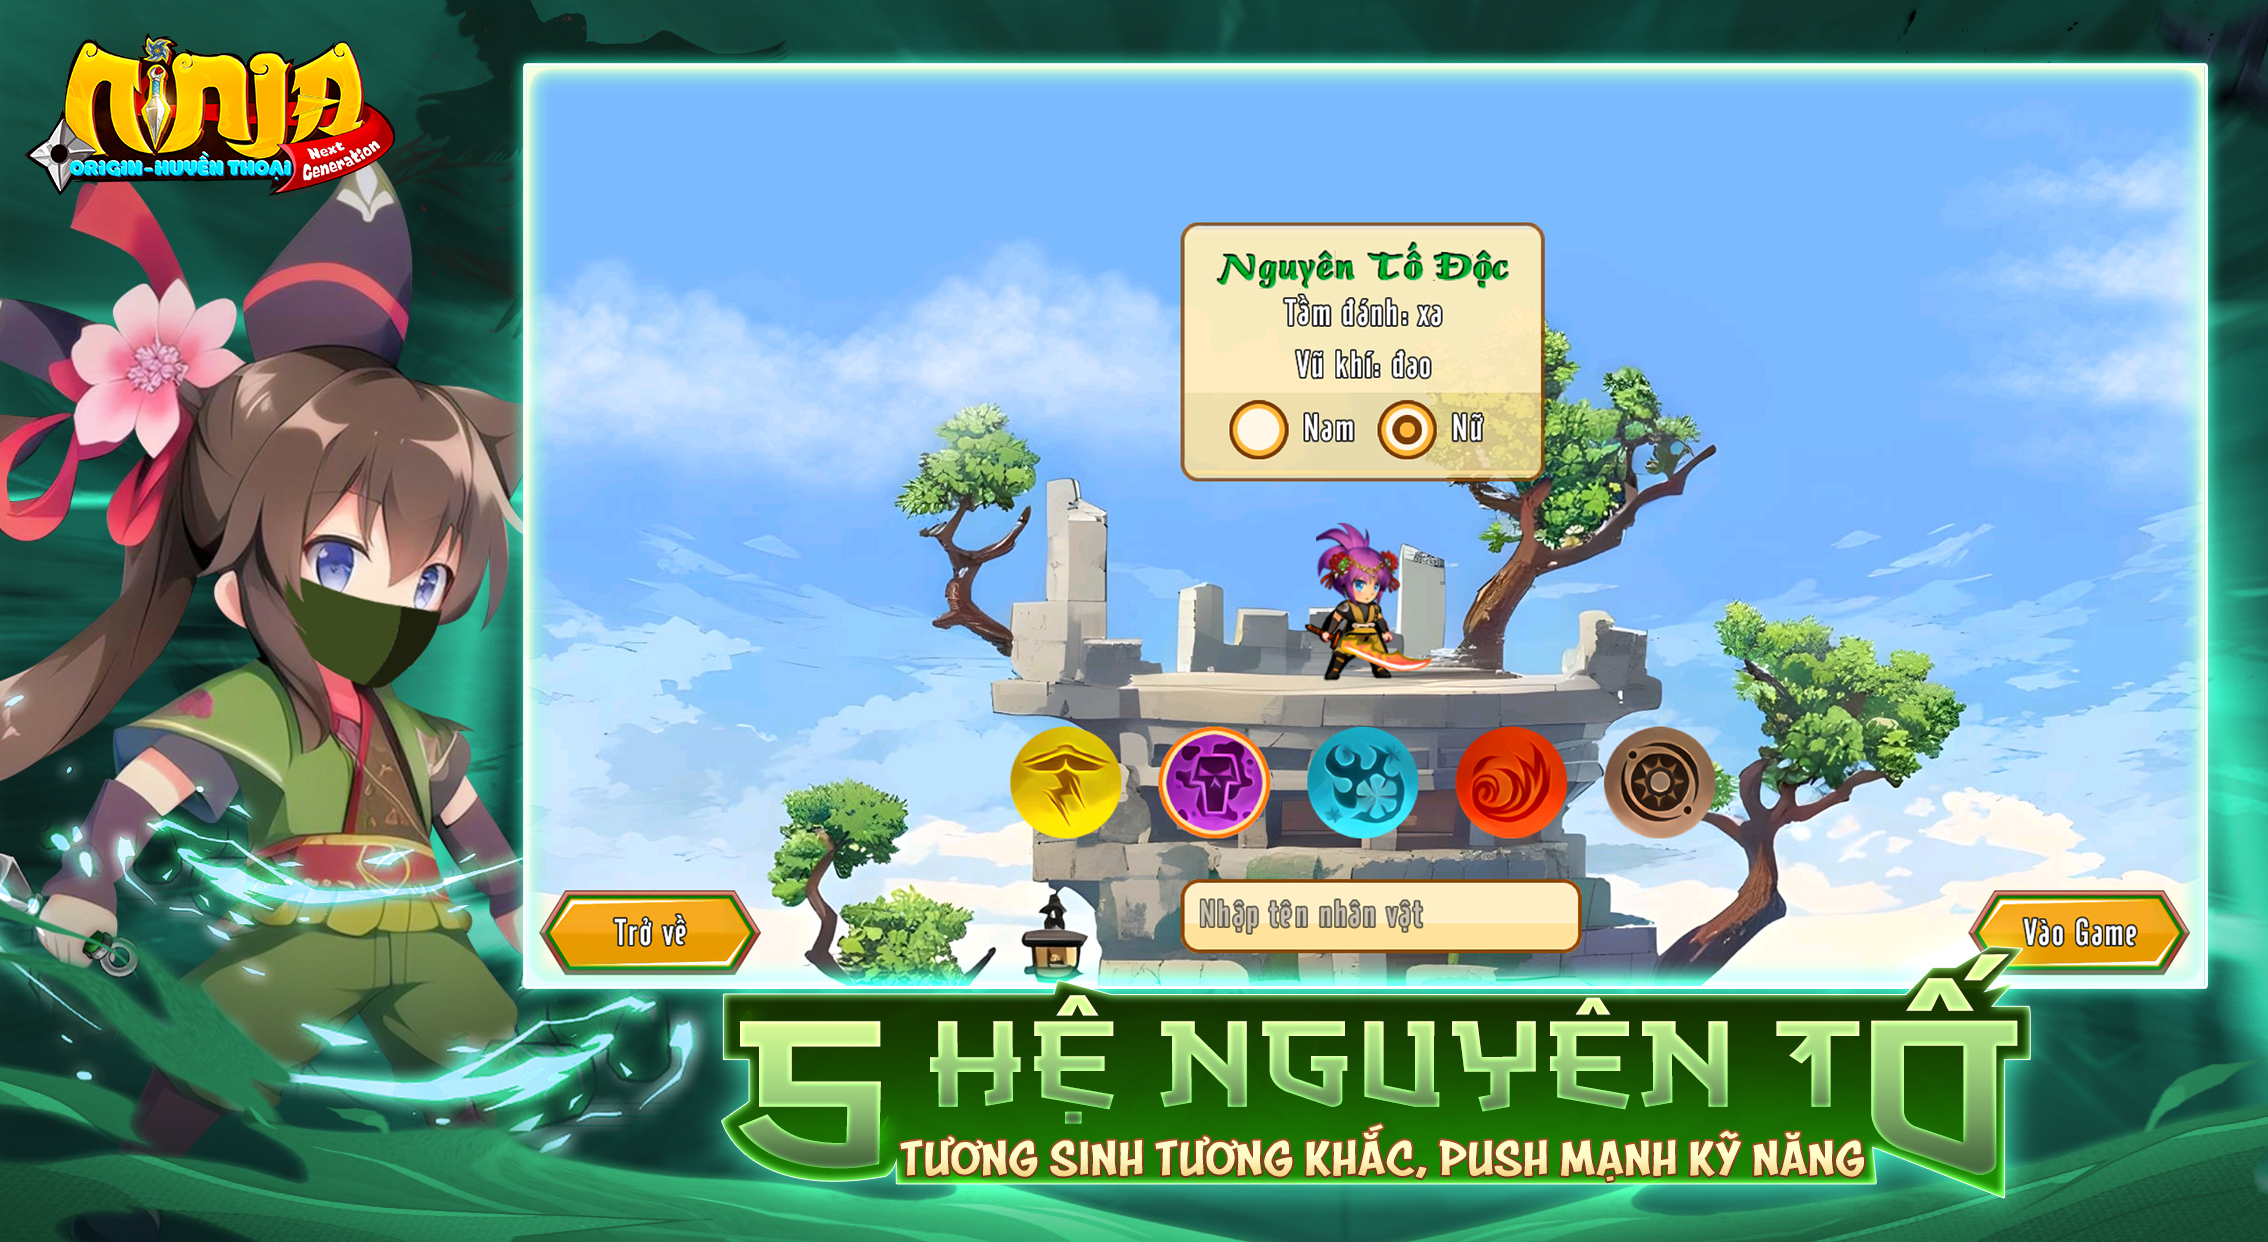 NINJA
ORIGIN-HUYỀN THOẠI
Next
Generation
Nguyên Tố Độc
Tầm đánh: xa
Vũ khí: đao
Nam Nữ
Nhập tên nhân vật
Trở về
Vào Game
5 HỆ NGUYÊN TỐ
TƯƠNG SINH TƯƠNG KHẮC, PUSH MẠNH KỸ NĂNG